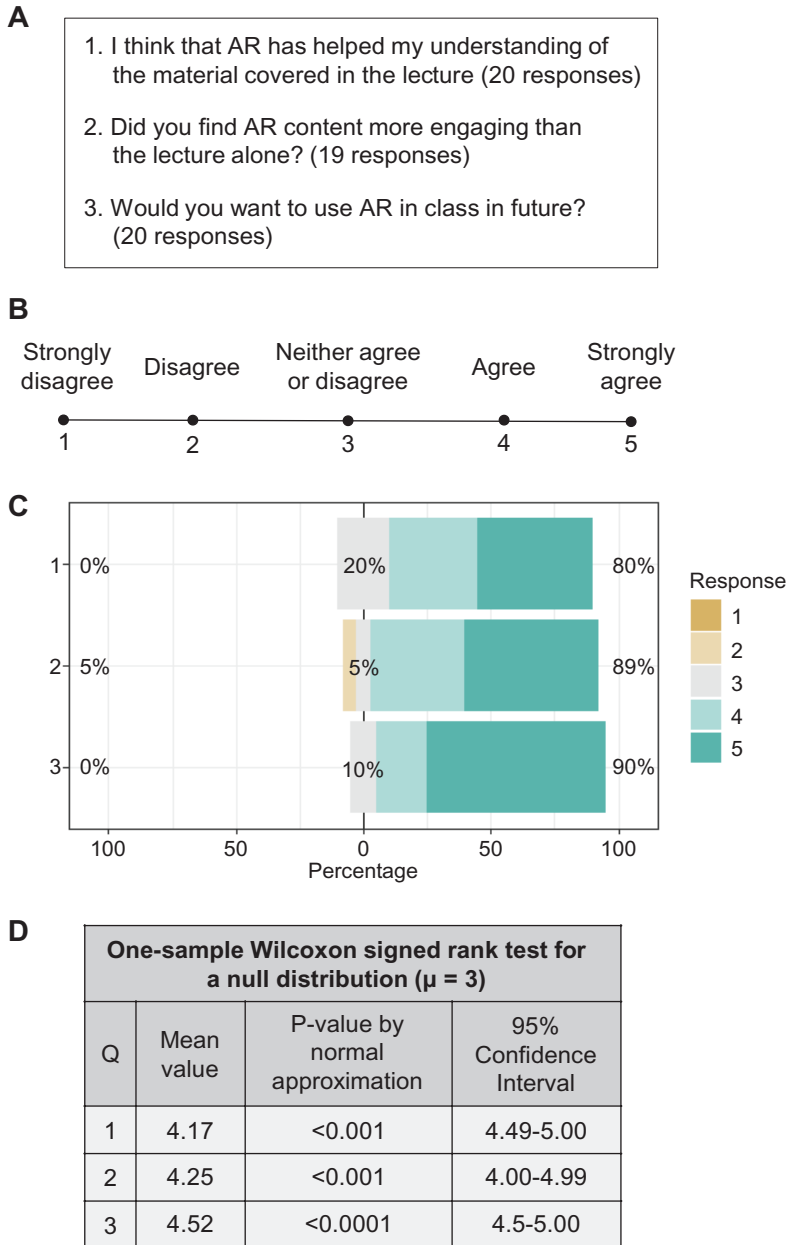 A
1. I think that AR has helped my understanding of
the material covered in the lecture (20 responses)
2. Did you find AR content more engaging than
the lecture alone? (19 responses)
3. Would you want to use AR in class in future?
(20 responses)
B
Strongly disagree
Disagree
Neither agree or disagree
Agree
Strongly agree
1 2 3 4 5
C
1 0% 20% 80%
2 5% 5% 89%
3 0% 10% 90%
100 50 0 50 100
Percentage
Response
1
2
3
4
5
D
One-sample Wilcoxon signed rank test for
a null distribution (μ = 3)
Q
Mean value
P-value by normal approximation
95% Confidence Interval
1 4.17 <0.001 4.49-5.00
2 4.25 <0.001 4.00-4.99
3 4.52 <0.0001 4.5-5.00